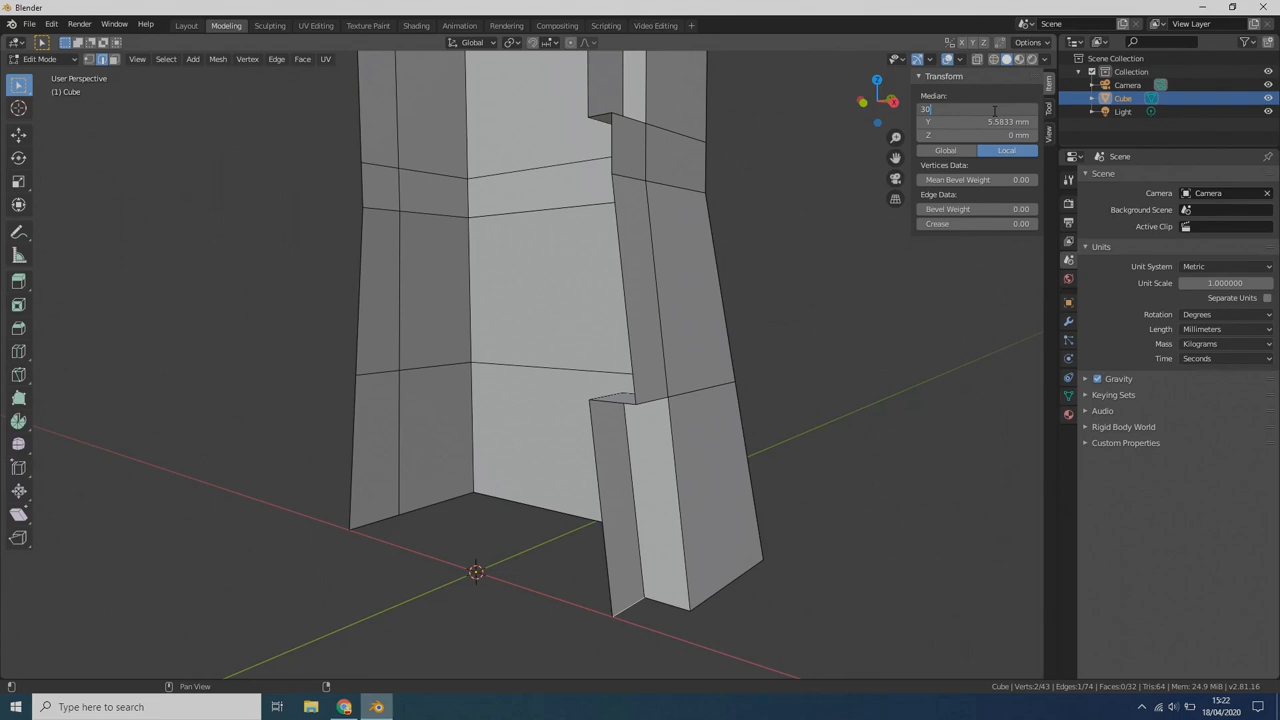 Blender
File Edit Render Window Help Layout Modeling Sculpting UV Editing Texture Paint Shading Animation Rendering Compositing Scripting Video Editing + Scene View Layer
Global X Y Z Options
Edit Mode View Select Add Mesh Vertex Edge Face UV
User Perspective
(1) Cube
Transform
Median:
30
Y 5.5833 mm
Z 0 mm
Global Local
Vertices Data:
Mean Bevel Weight 0.00
Edge Data:
Bevel Weight 0.00
Crease 0.00
Item
Tool
View
Z
X
Scene Collection
Collection
Camera
Cube
Light
Scene
Scene
Camera Camera
Background Scene
Active Clip
Units
Unit System Metric
Unit Scale 1.000000
Separate Units
Rotation Degrees
Length Millimeters
Mass Kilograms
Time Seconds
Gravity
Keying Sets
Audio
Rigid Body World
Custom Properties
Pan View
Cube | Verts:2/43 | Edges:1/74 | Faces:0/32 | Tris:64 | Mem: 24.9 MiB | v2.81.16
Type here to search
15:22
18/04/2020